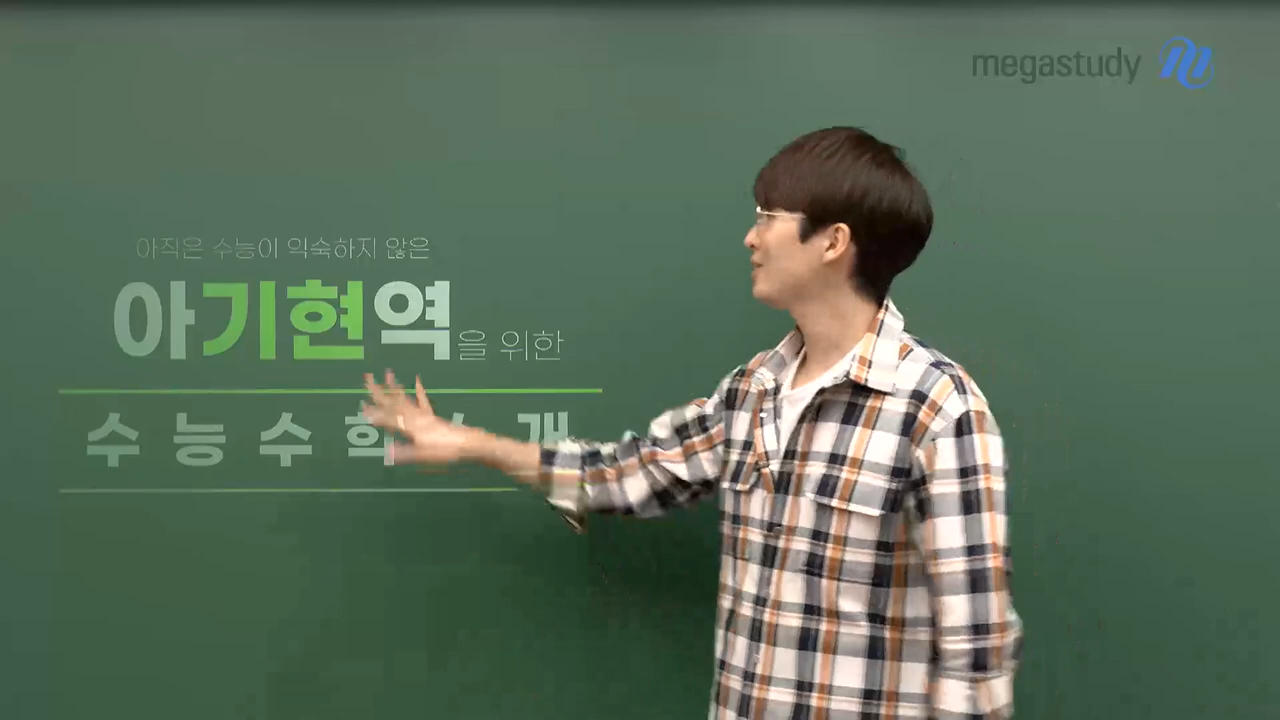 megastudy
아직은 수능이 익숙하지 않은
아기현역을 위한
수능수학